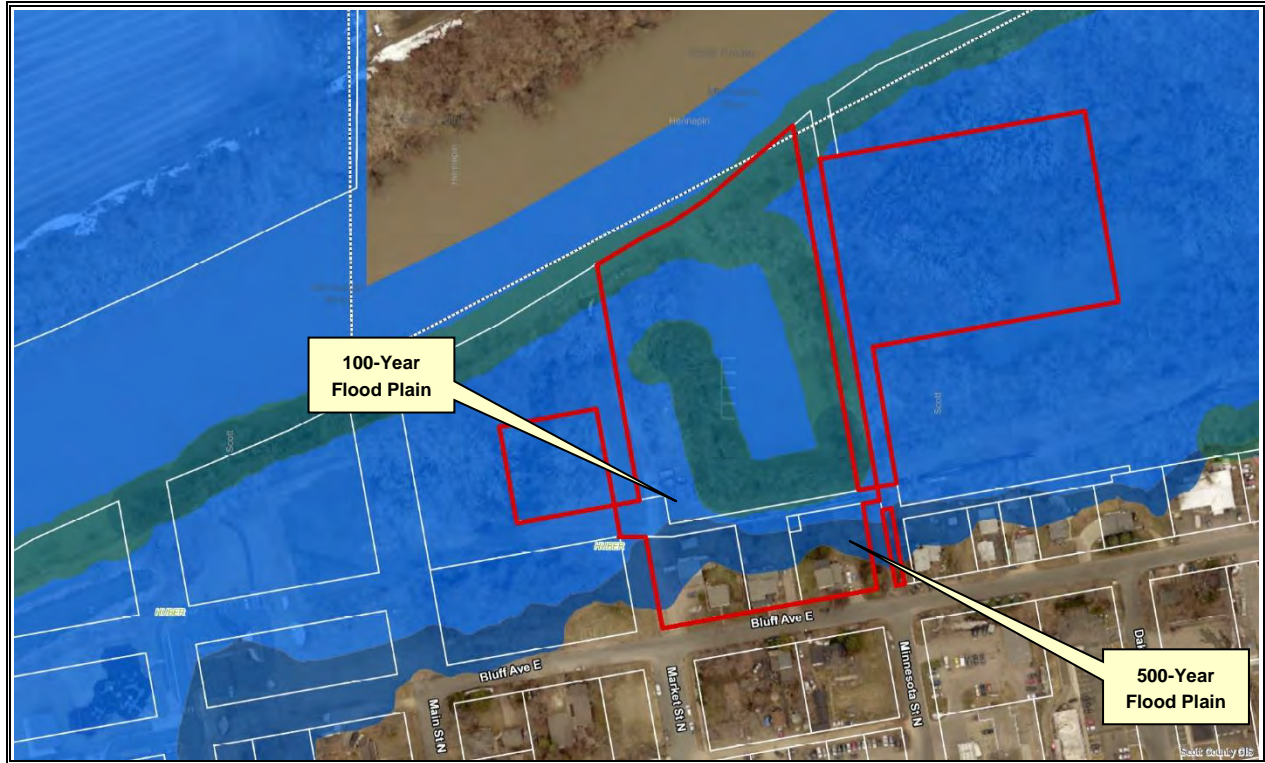 Hennepin
Hennepin
100-Year
Flood Plain
Scott
Scott
HUBER
HUBER
Bluff Ave E
Bluff Ave E
Main St N
Market St N
Minnesota St N
500-Year
Flood Plain
Scott County GIS